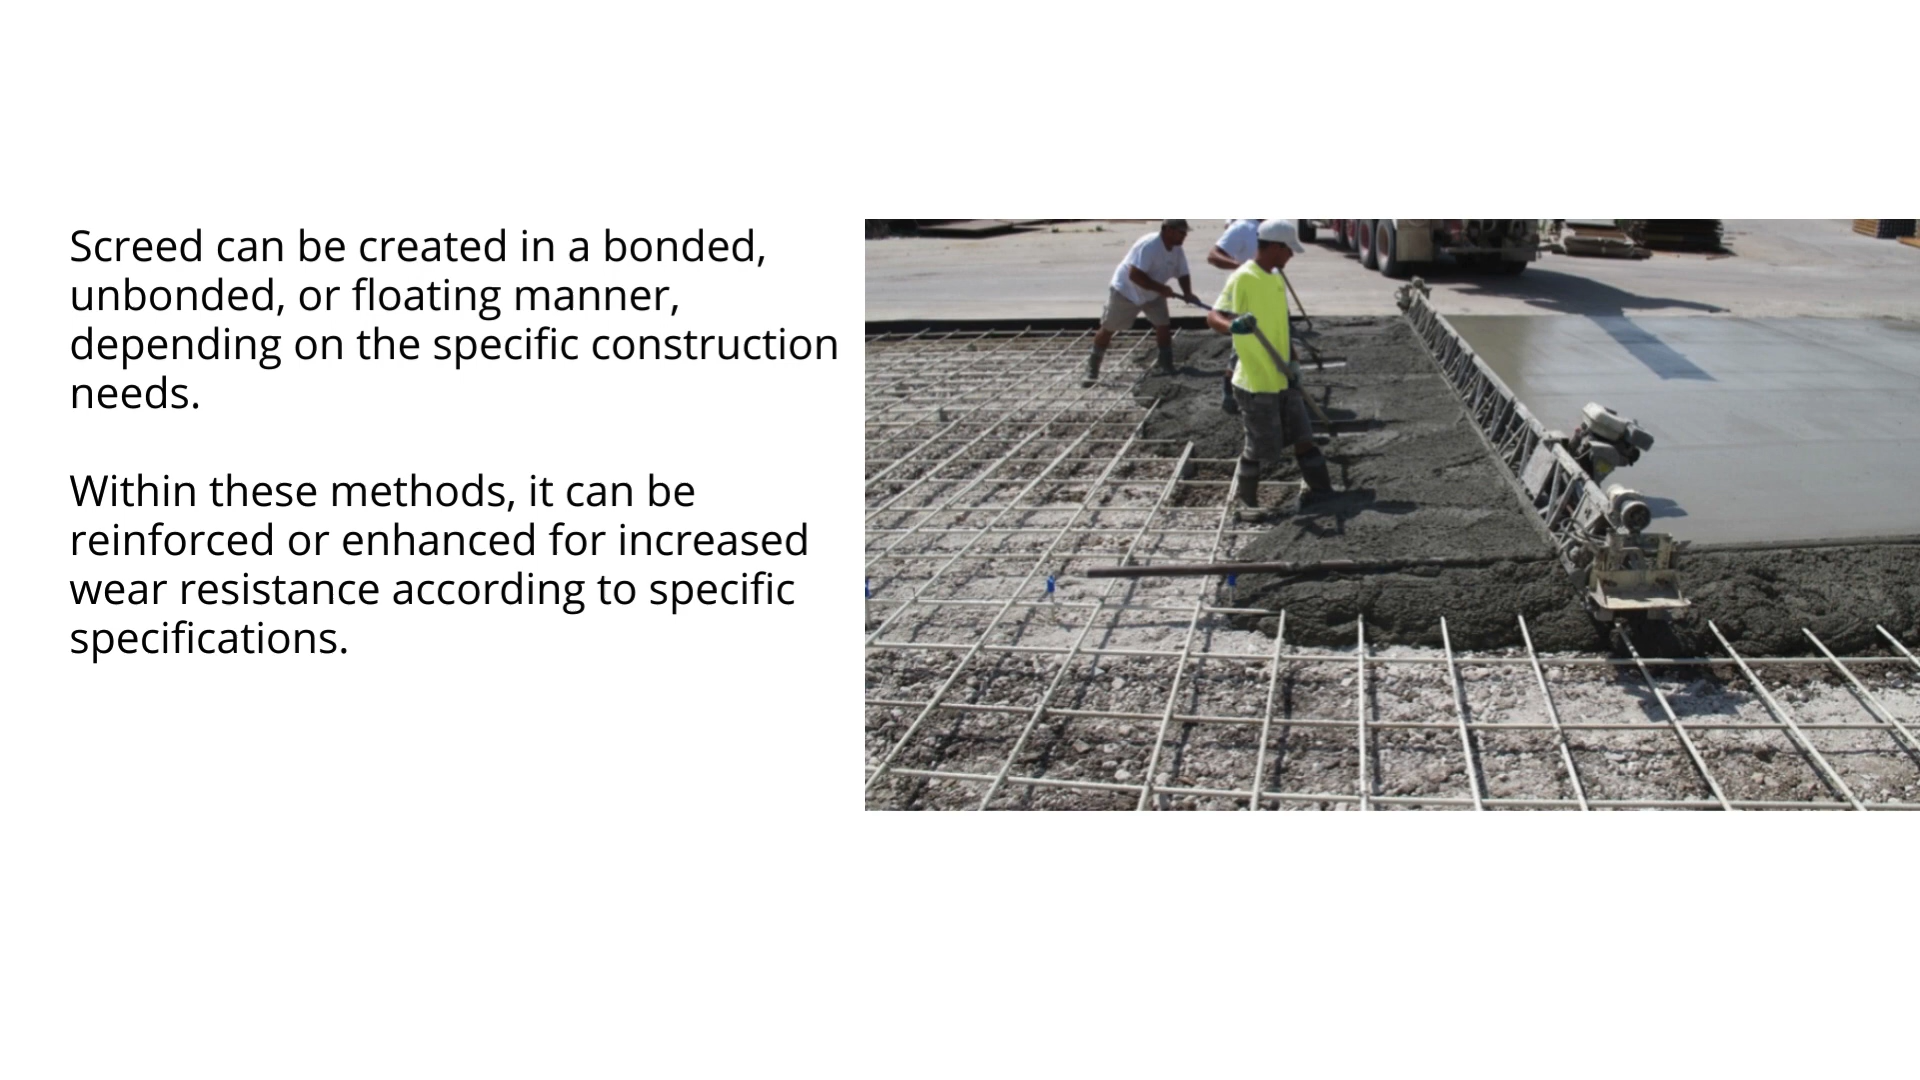 Screed can be created in a bonded,
unbonded, or floating manner,
depending on the specific construction
needs.
Within these methods, it can be
reinforced or enhanced for increased
wear resistance according to specific
specifications.